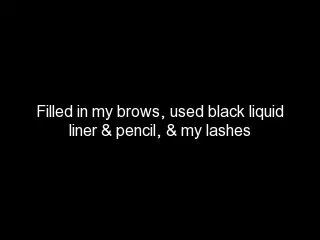 Filled in my brows, used black liquid
liner & pencil, & my lashes